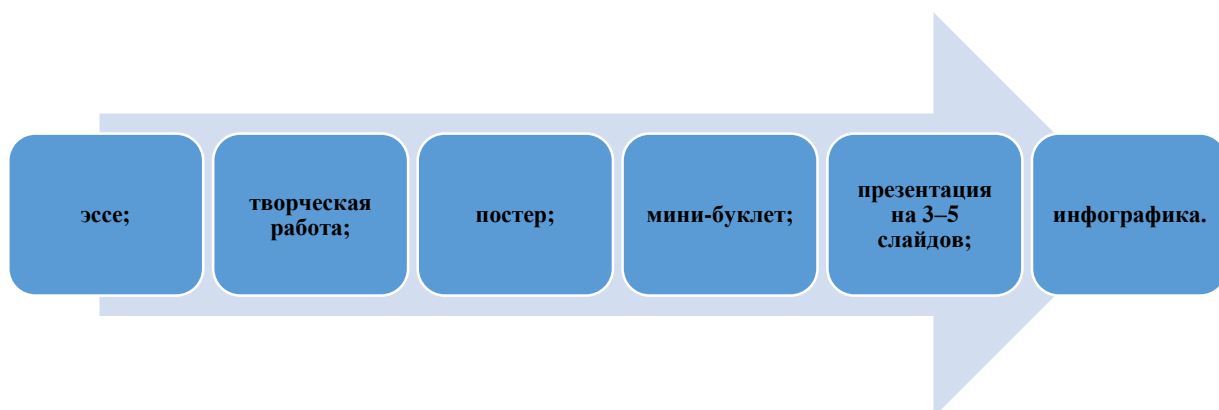 эссе;
творческая
работа;
постер;
мини-буклет;
презентация
на 3–5
слайдов;
инфографика.